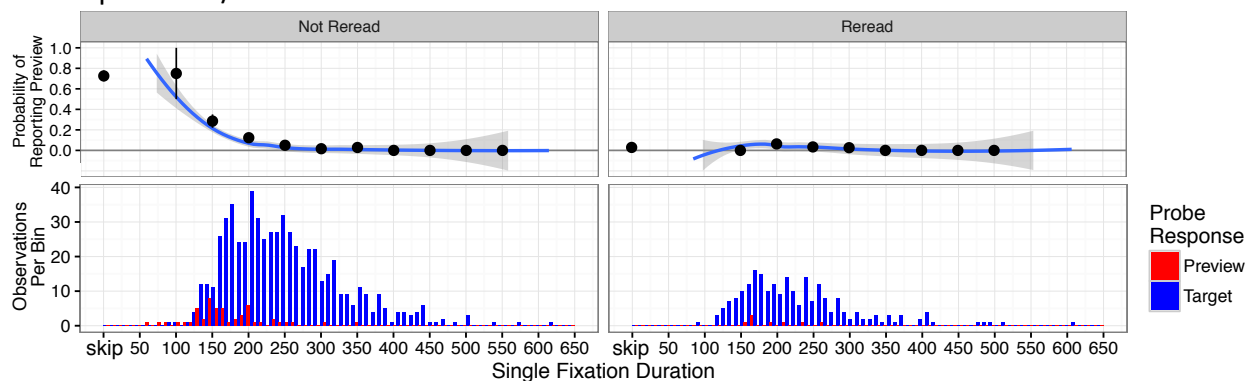 Not Reread
Reread
Probability of
Reporting Preview
1.0
0.8
0.6
0.4
0.2
0.0
Observations
Per Bin
40
30
20
10
0
skip 50 100 150 200 250 300 350 400 450 500 550 600 650
skip 50 100 150 200 250 300 350 400 450 500 550 600 650
Single Fixation Duration
Probe
Response
Preview
Target